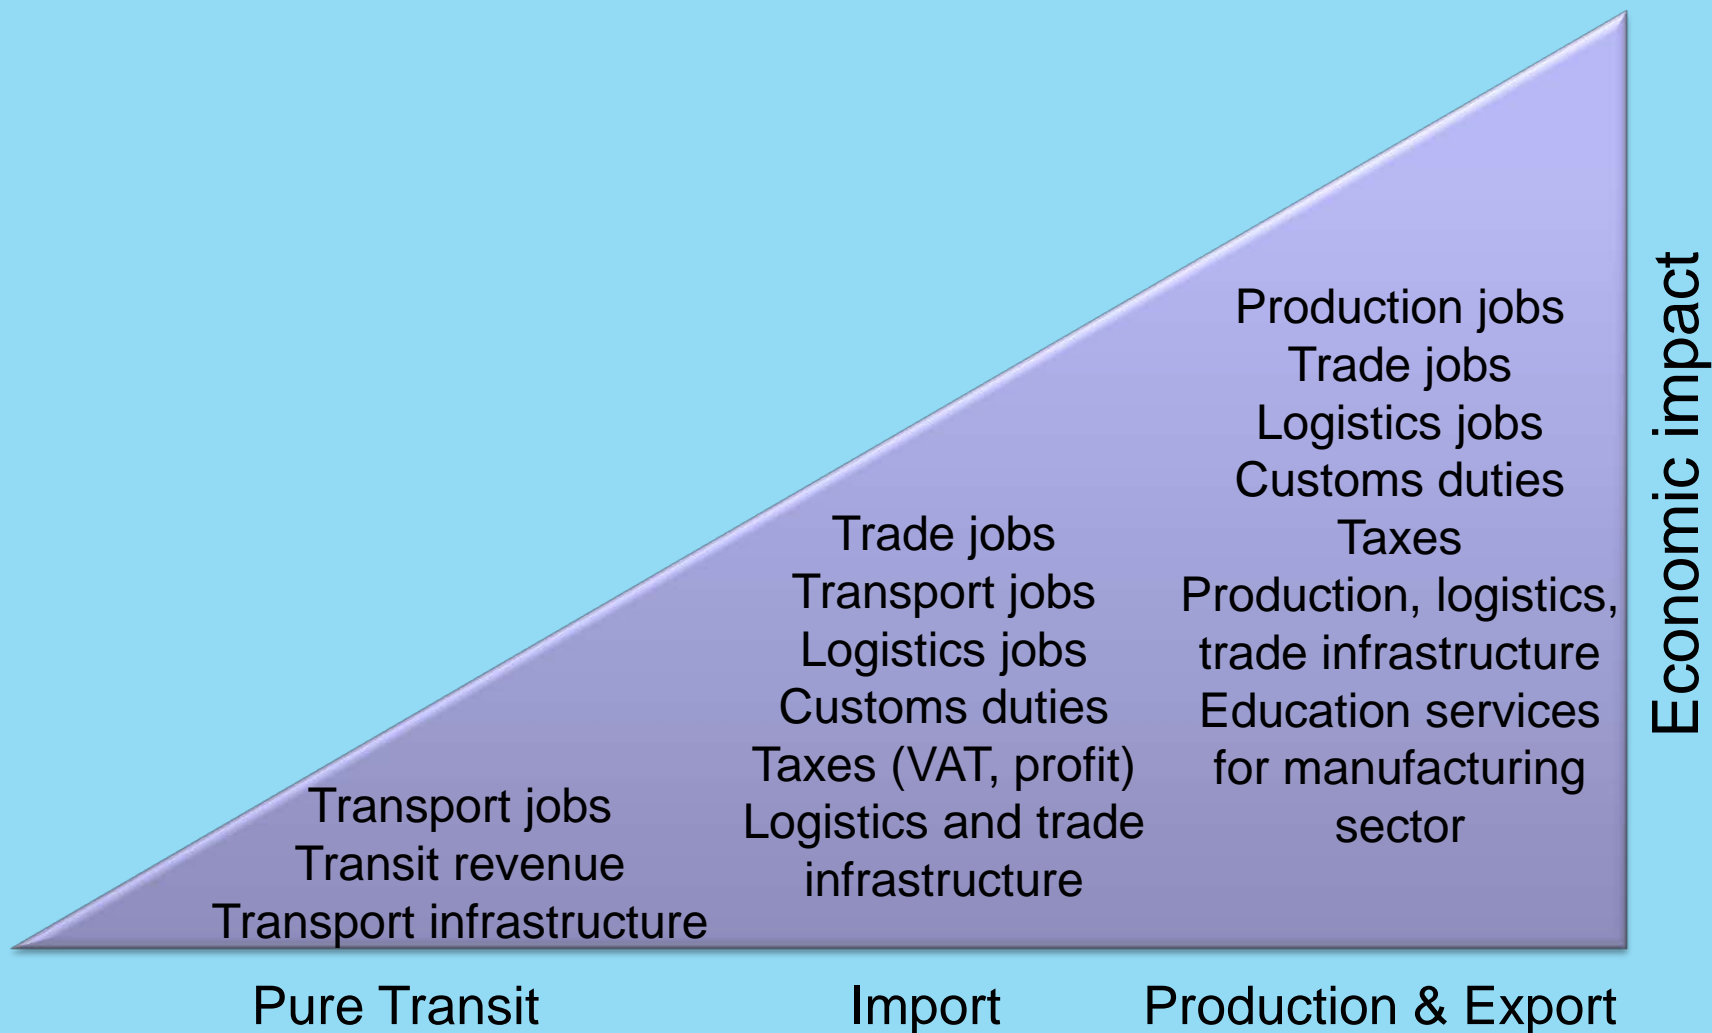 Transport jobs
Transit revenue
Transport infrastructure
Pure Transit
Trade jobs
Transport jobs
Logistics jobs
Customs duties
Taxes (VAT, profit)
Logistics and trade
infrastructure
Import
Production jobs
Trade jobs
Logistics jobs
Customs duties
Taxes
Production, logistics,
trade infrastructure
Education services
for manufacturing
sector
Production & Export
Economic impact